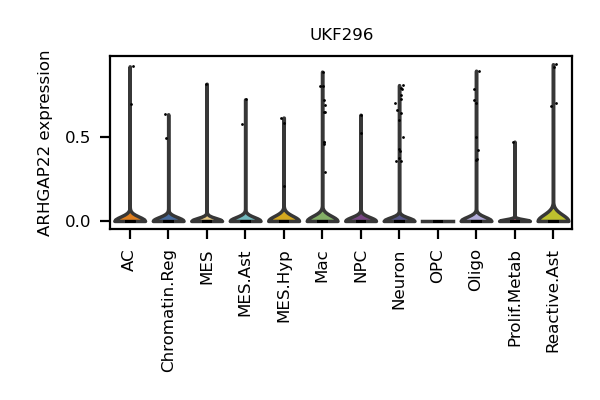 UKF296
ARHGAP22 expression
0.5
0.0
AC
Chromatin.Reg
MES
MES.Ast
MES.Hyp
Mac
NPC
Neuron
OPC
Oligo
Prolif.Metab
Reactive.Ast